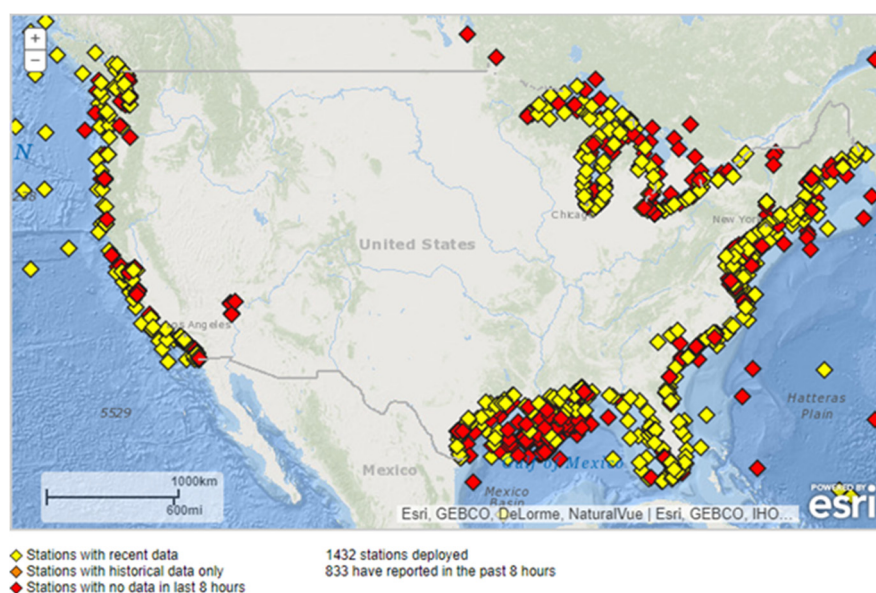 +
−
N
United States
Chicago
New York
Los Angeles
5529
Hatteras
Plain
Gulf of Mexico
Mexico
Mexico
Basin
1000km
600mi
POWERED BY
esri
Esri, GEBCO, DeLorme, NaturalVue | Esri, GEBCO, IHO...
Stations with recent data
1432 stations deployed
Stations with historical data only
833 have reported in the past 8 hours
Stations with no data in last 8 hours